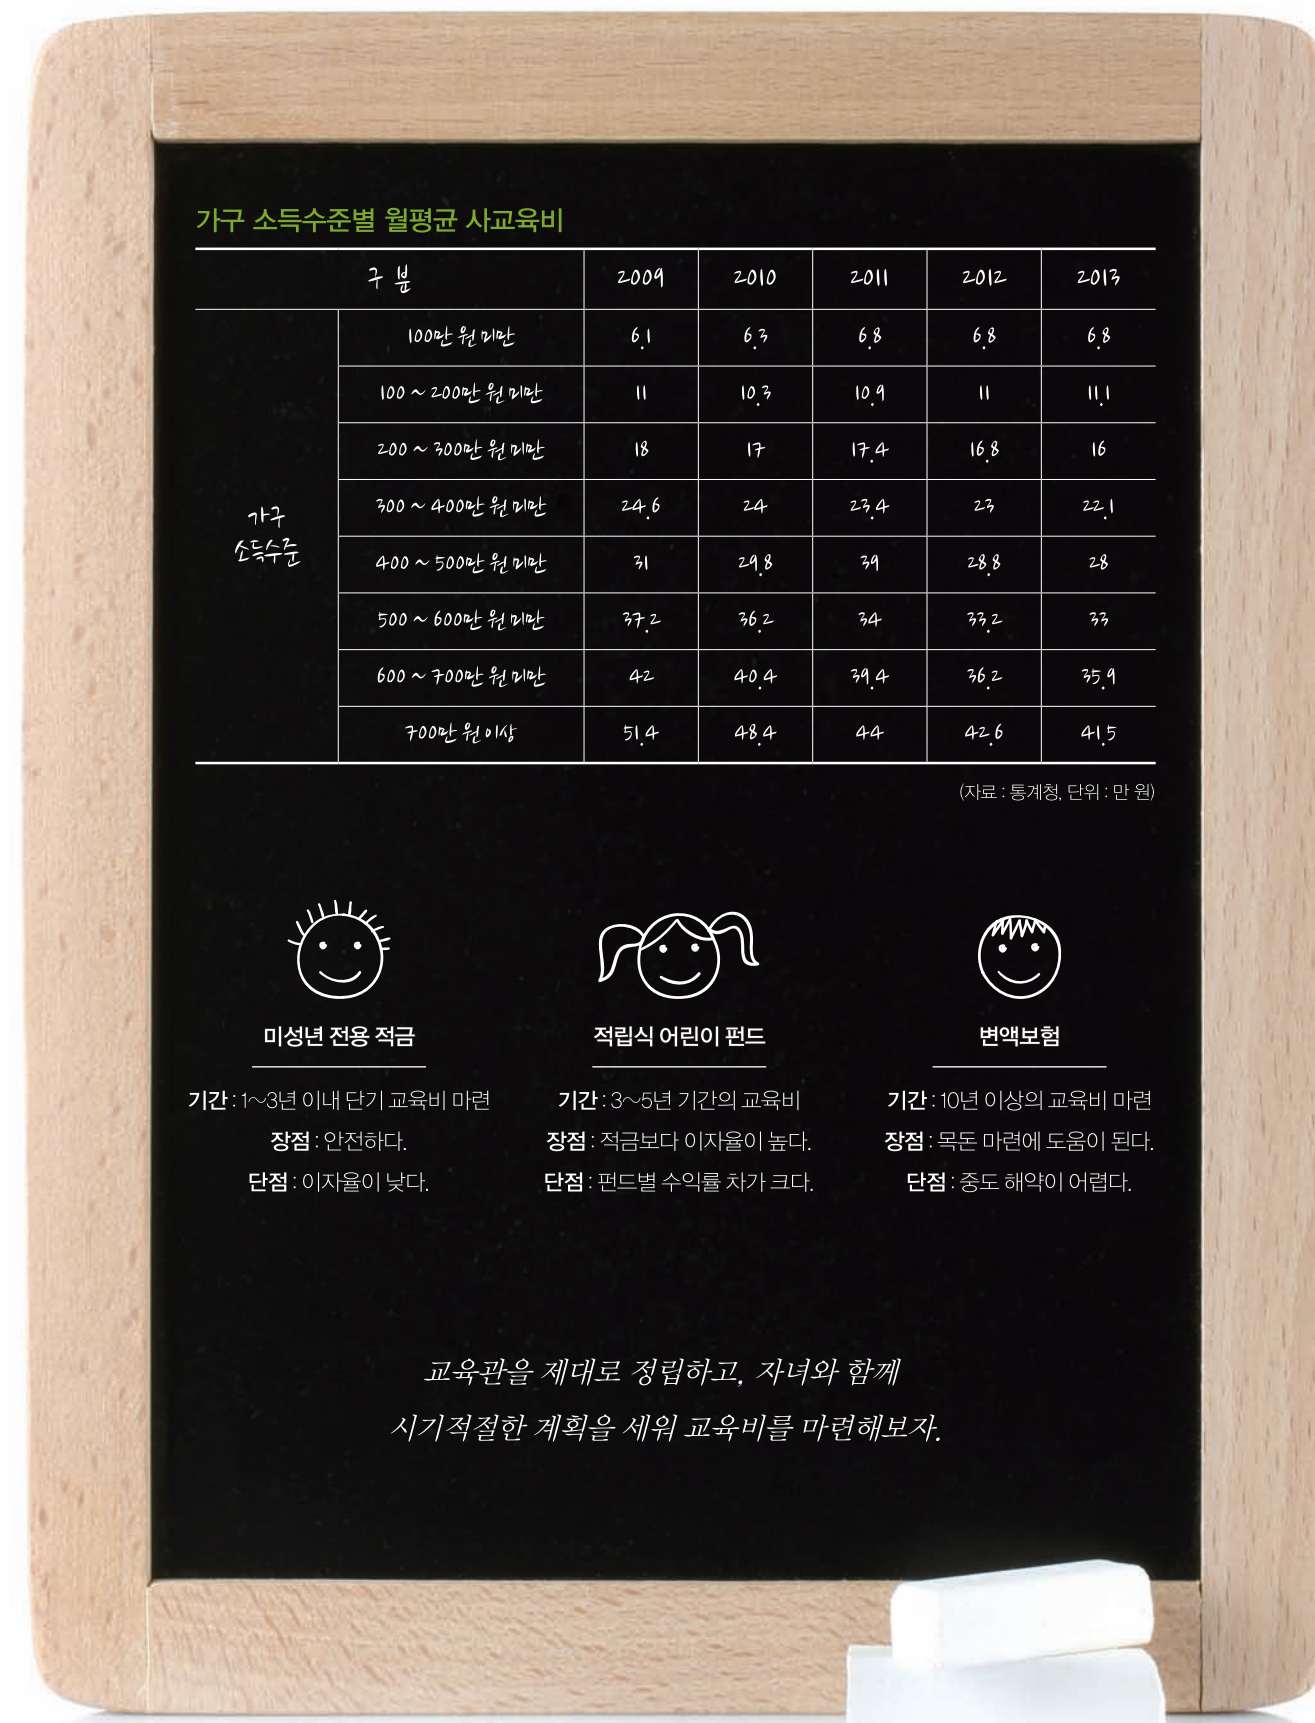 가구 소득수준별 월평균 사교육비
구 분 2009 2010 2011 2012 2013
가구 소득수준
100만 원 미만 6.1 6.3 6.8 6.8 6.8
100 ~ 200만 원 미만 11 10.3 10.9 11 11.1
200 ~ 300만 원 미만 18 17 17.4 16.8 16
300 ~ 400만 원 미만 24.6 24 23.4 23 22.1
400 ~ 500만 원 미만 31 29.8 39 28.8 28
500 ~ 600만 원 미만 37.2 36.2 34 33.2 33
600 ~ 700만 원 미만 42 40.4 39.4 36.2 35.9
700만 원 이상 51.4 48.4 44 42.6 41.5
(자료 : 통계청, 단위 : 만 원)
미성년 전용 적금
기간 : 1~3년 이내 단기 교육비 마련
장점 : 안전하다.
단점 : 이자율이 낮다.
적립식 어린이 펀드
기간 : 3~5년 기간의 교육비
장점 : 적금보다 이자율이 높다.
단점 : 펀드별 수익률 차가 크다.
변액보험
기간 : 10년 이상의 교육비 마련
장점 : 목돈 마련에 도움이 된다.
단점 : 중도 해약이 어렵다.
교육관을 제대로 정립하고, 자녀와 함께
시기적절한 계획을 세워 교육비를 마련해보자.